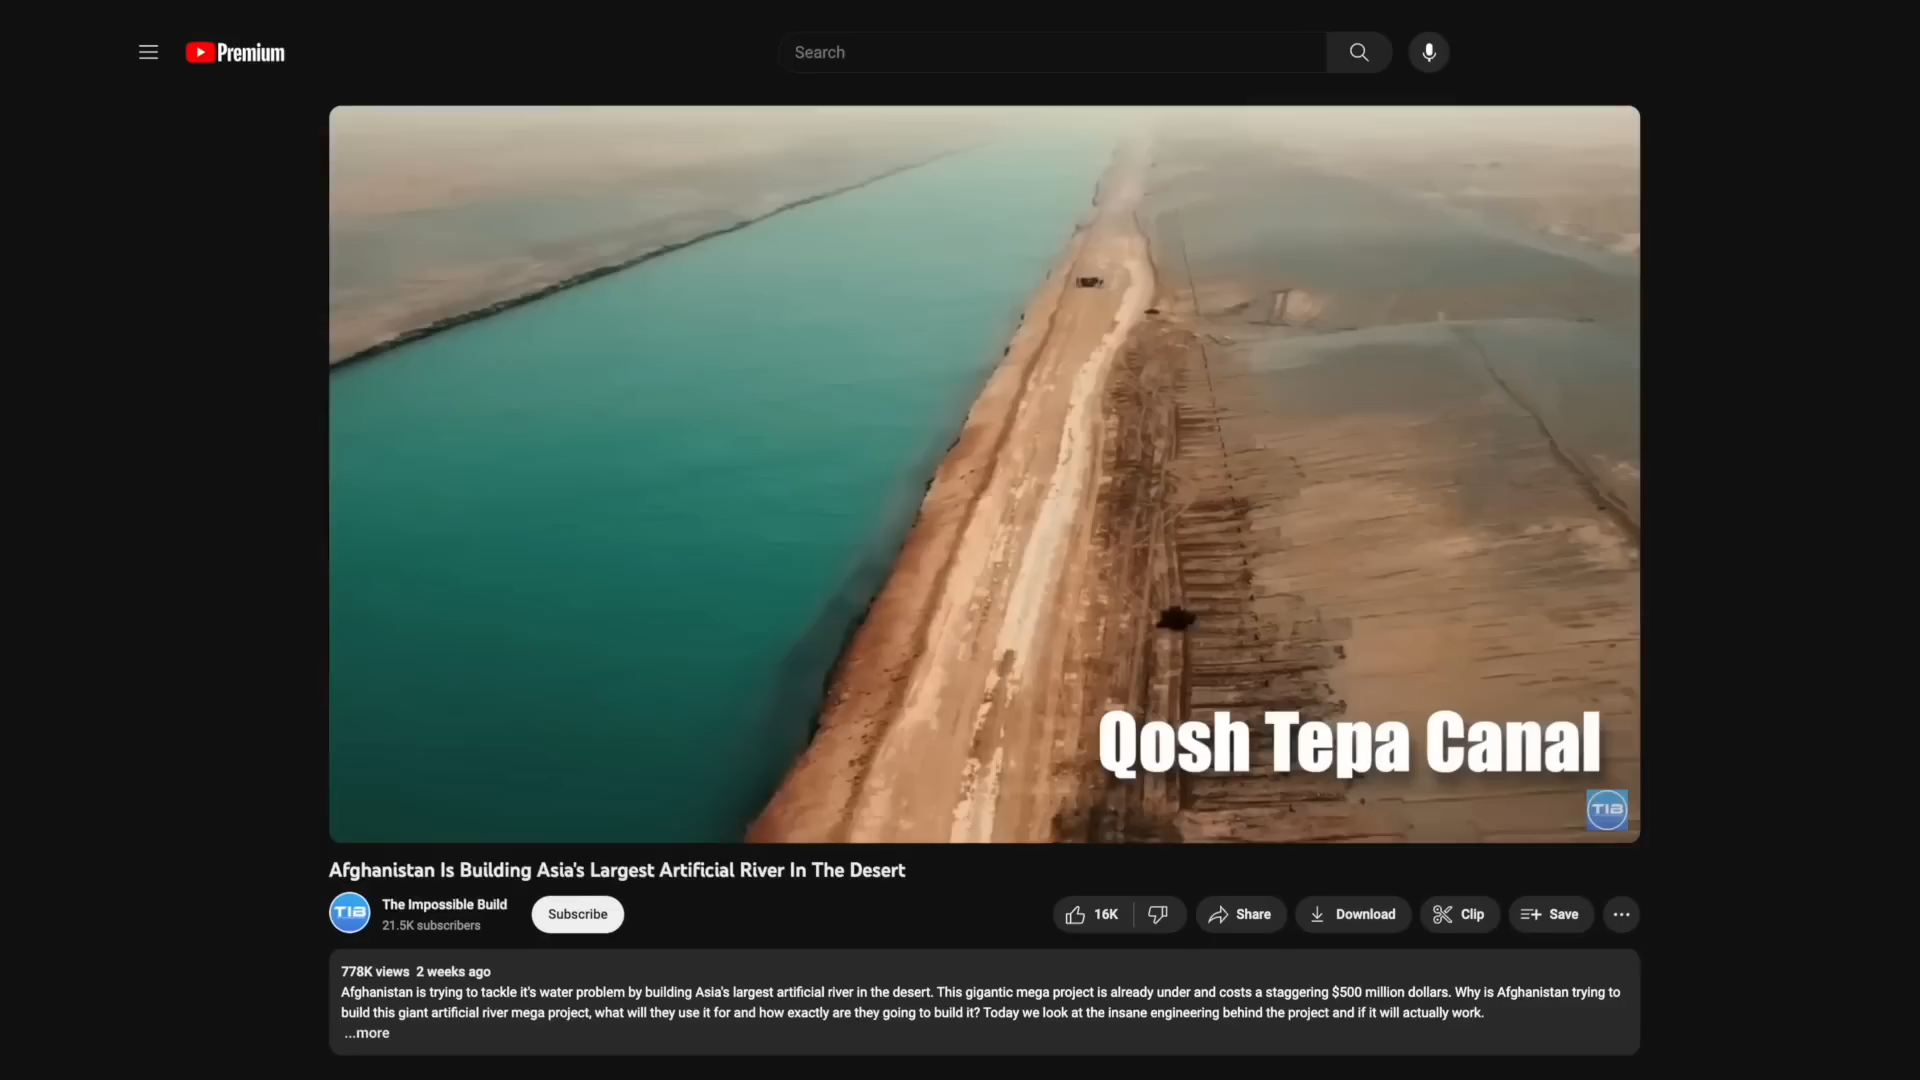 Premium
Search
Qosh Tepa Canal
TIB
Afghanistan Is Building Asia's Largest Artificial River In The Desert
TIB
The Impossible Build
21.5K subscribers
Subscribe
16K
Share
Download
Clip
Save
778K views 2 weeks ago
Afghanistan is trying to tackle it's water problem by building Asia's largest artificial river in the desert. This gigantic mega project is already under and costs a staggering $500 million dollars. Why is Afghanistan trying to
build this giant artificial river mega project, what will they use it for and how exactly are they going to build it? Today we look at the insane engineering behind the project and if it will actually work.
...more